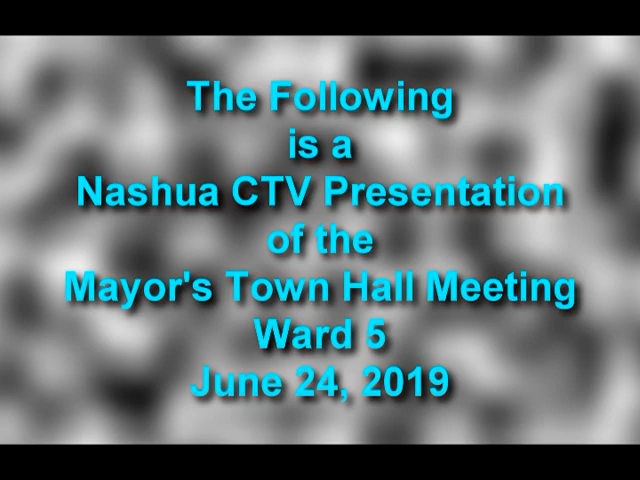 The Following
is a
Nashua CTV Presentation
of the
Mayor's Town Hall Meeting
Ward 5
June 24, 2019